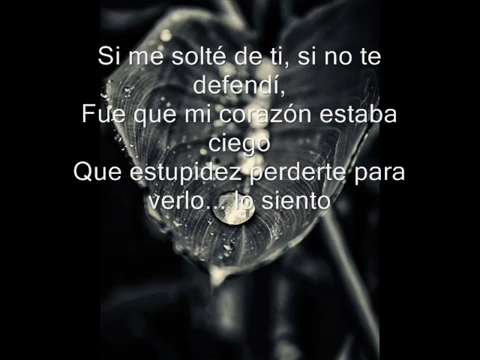 Si me solté de ti, si no te
defendí,
Fue que mi corazón estaba
ciego
Que estupidez perderte para
verlo... lo siento